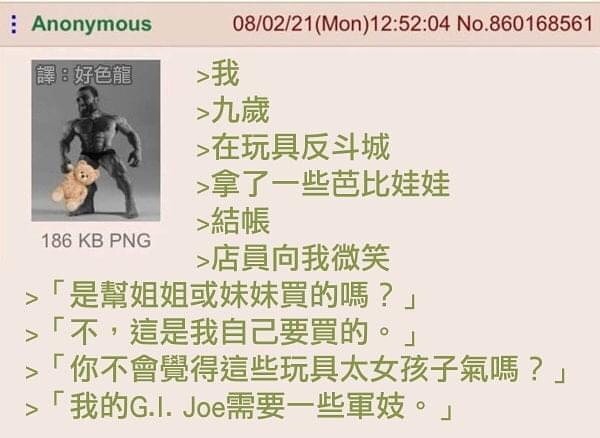 Anonymous 08/02/21(Mon)12:52:04 No.860168561
譯：好色龍
186 KB PNG
>我
>九歲
>在玩具反斗城
>拿了一些芭比娃娃
>結帳
>店員向我微笑
>「是幫姐姐或妹妹買的嗎？」
>「不，這是我自己要買的。」
>「你不會覺得這些玩具太女孩子氣嗎？」
>「我的G.I. Joe需要一些軍妓。」